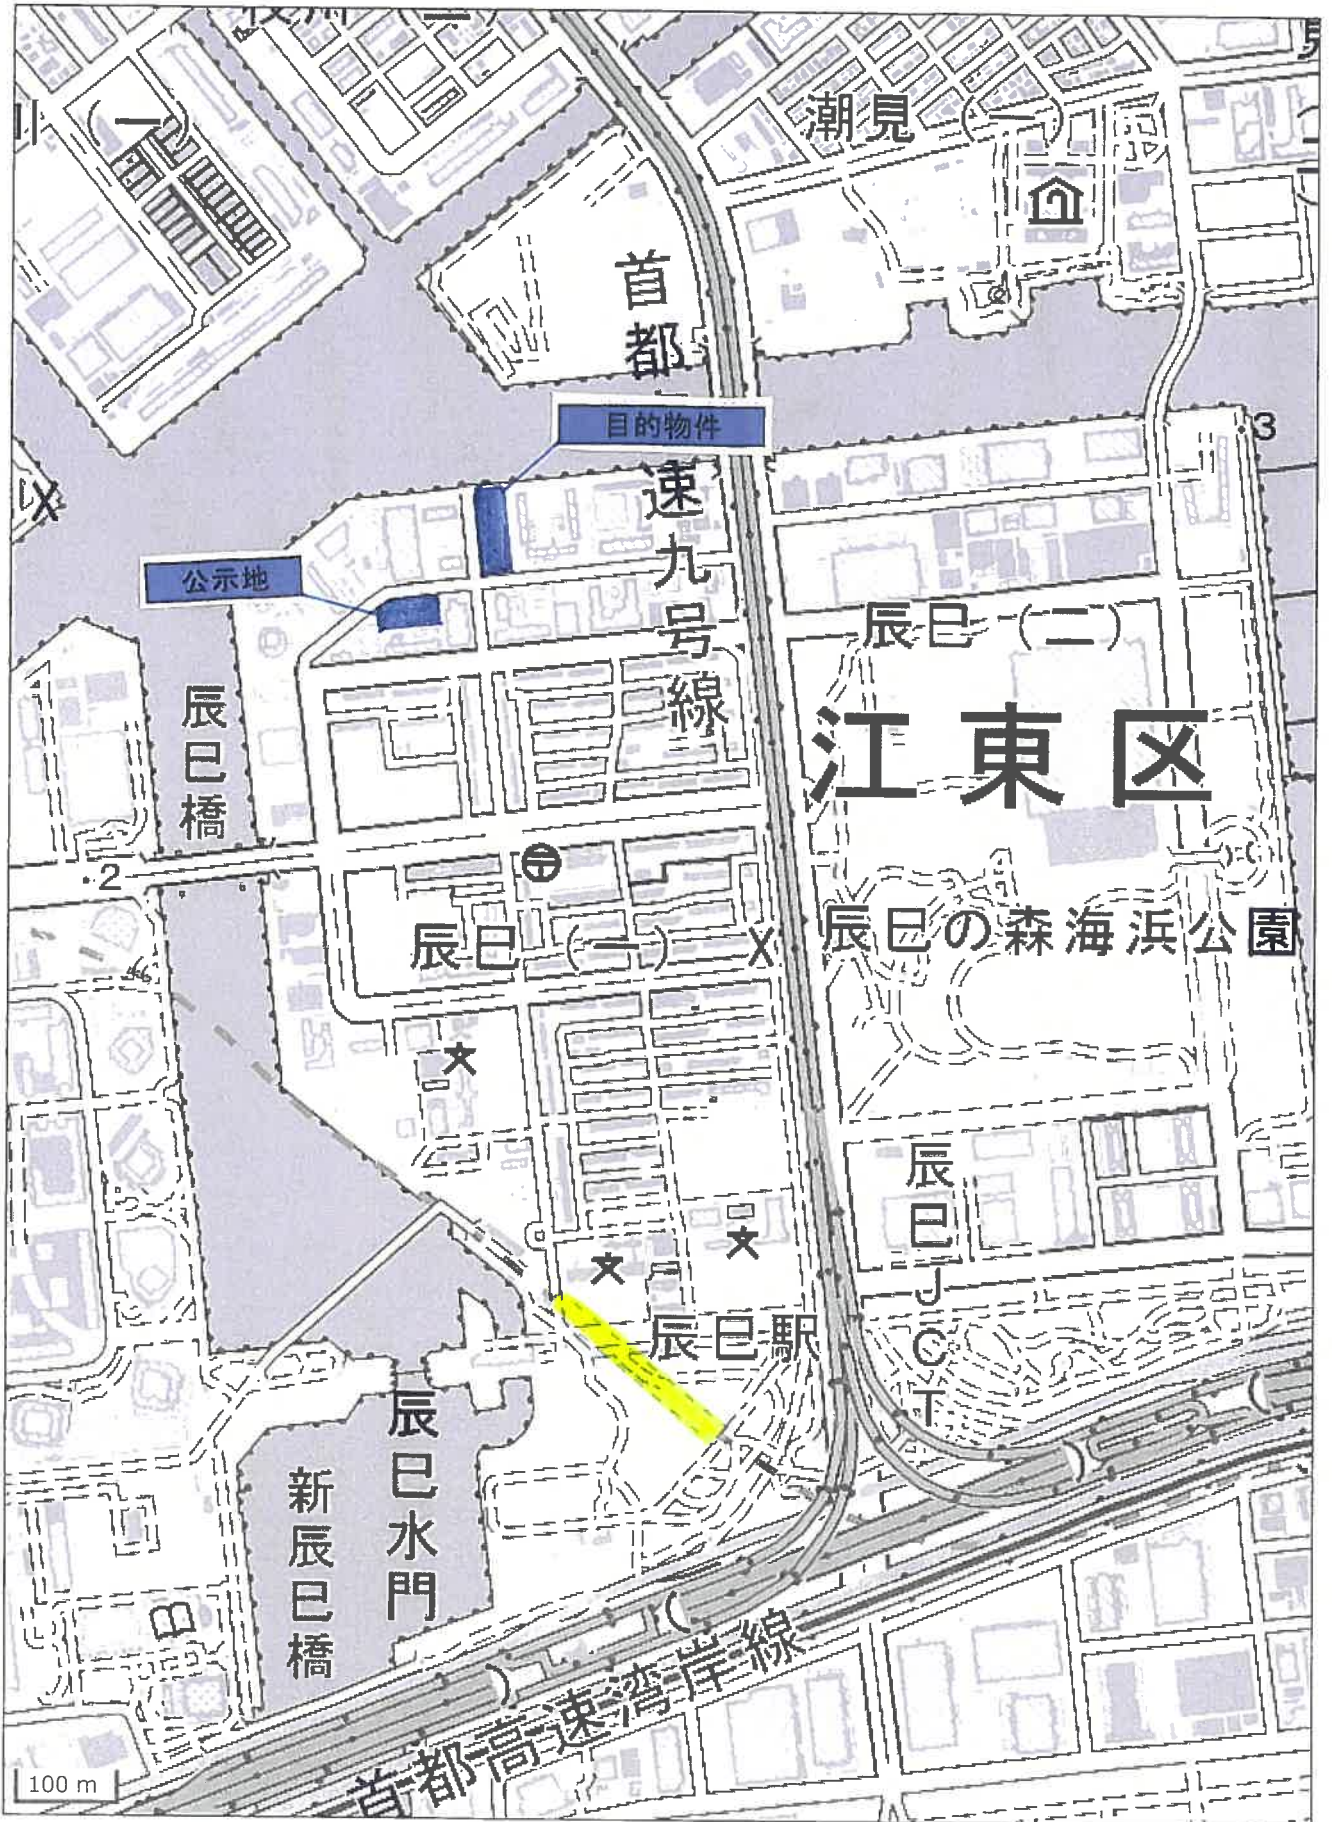 潮見（一）
首都
速九号線
目的物件
公示地
・3
辰巳（二）
江東区
辰巳橋
・2
辰巳（一）
辰巳の森海浜公園
辰巳JCT
辰巳駅
辰巳水門
新辰巳橋
首都高速湾岸線
100 m